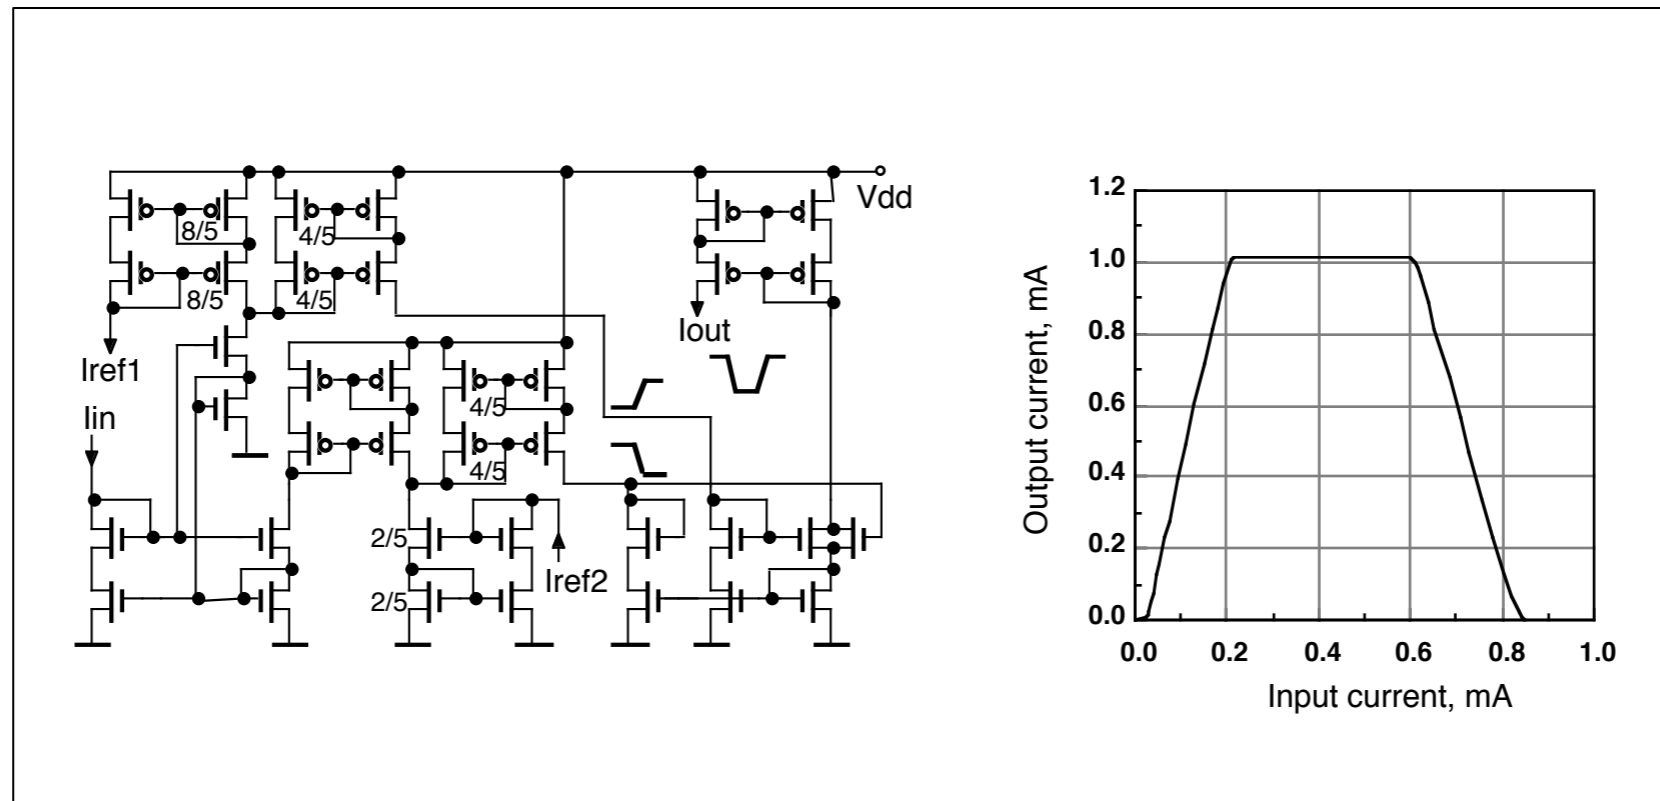 Vdd
8/5
4/5
8/5
4/5
Iref1
Iin
Iout
4/5
4/5
2/5
Iref2
2/5
1.2
1.0
0.8
0.6
0.4
0.2
0.0
Output current, mA
0.0 0.2 0.4 0.6 0.8 1.0
Input current, mA